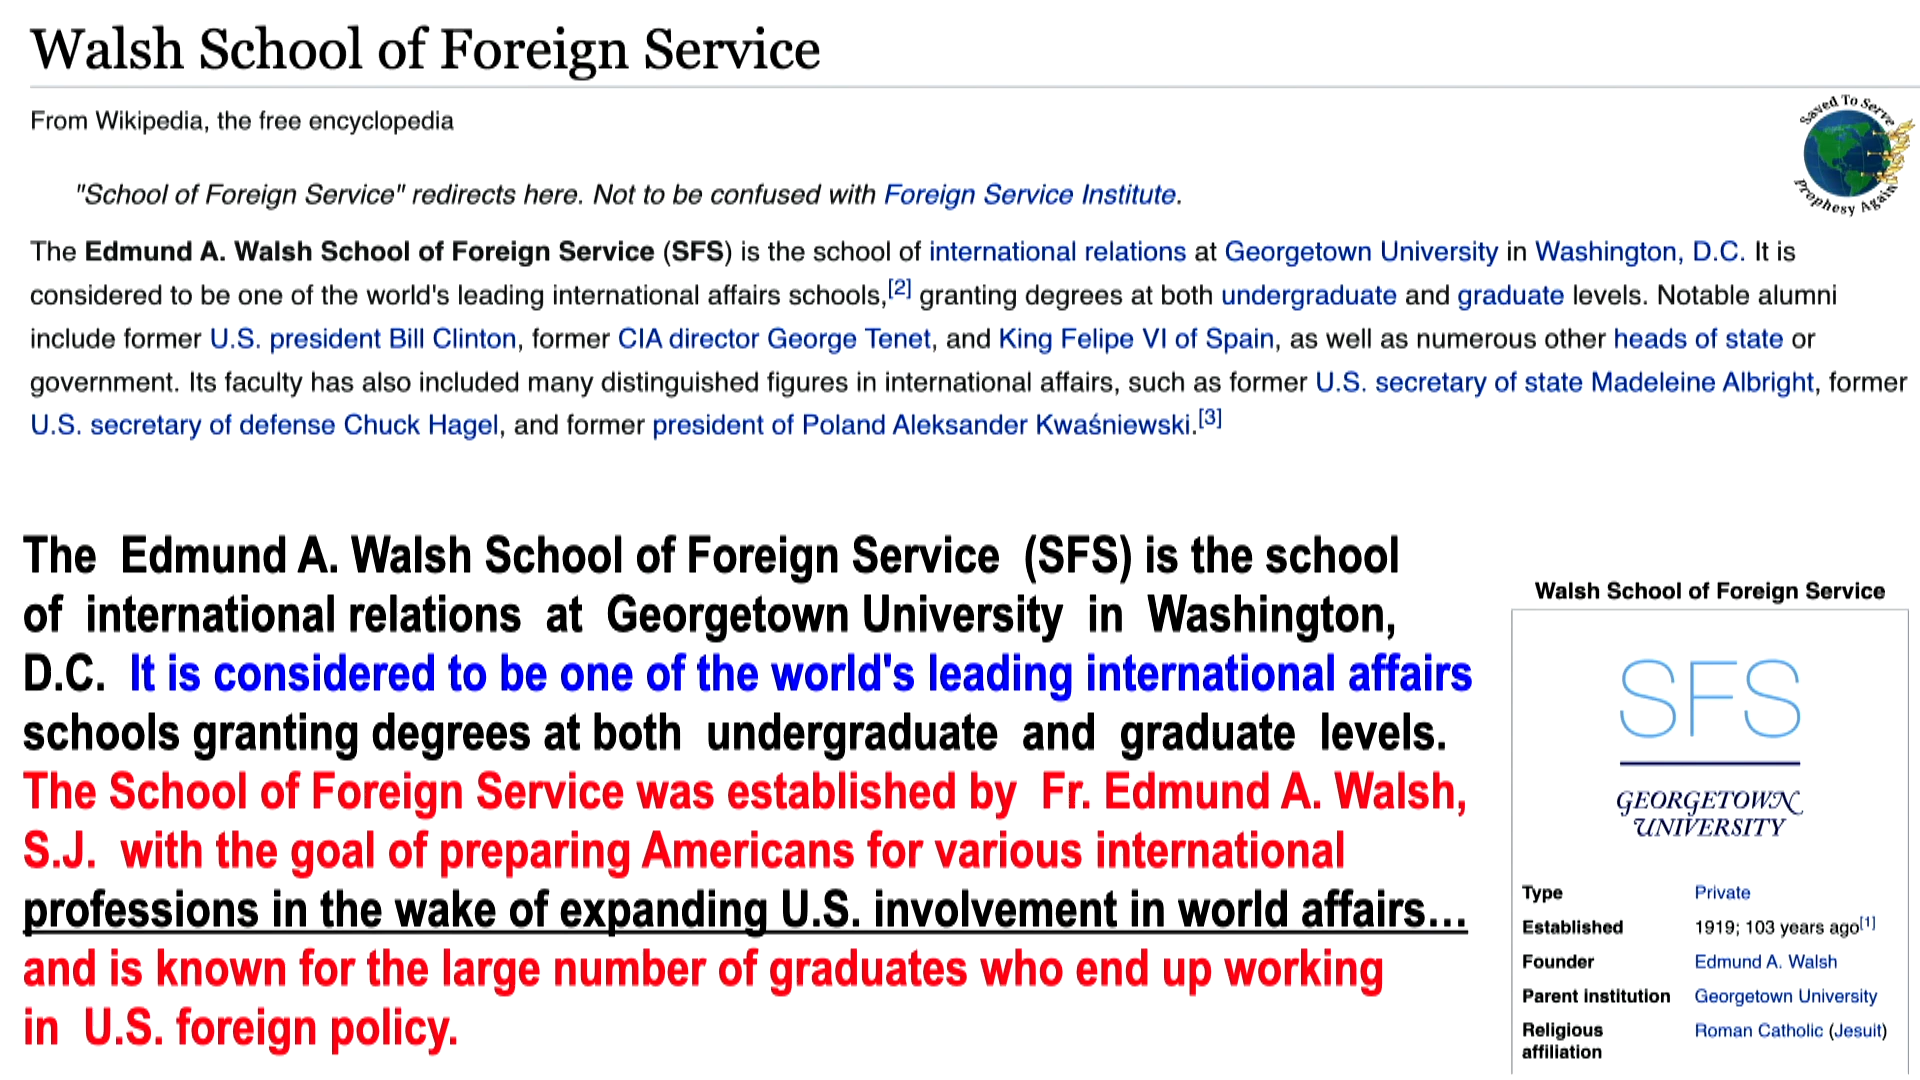 Walsh School of Foreign Service
From Wikipedia, the free encyclopedia
Saved To Serve
Prophesy Again
"School of Foreign Service" redirects here. Not to be confused with Foreign Service Institute.
The Edmund A. Walsh School of Foreign Service (SFS) is the school of international relations at Georgetown University in Washington, D.C. It is
considered to be one of the world's leading international affairs schools,[2] granting degrees at both undergraduate and graduate levels. Notable alumni
include former U.S. president Bill Clinton, former CIA director George Tenet, and King Felipe VI of Spain, as well as numerous other heads of state or
government. Its faculty has also included many distinguished figures in international affairs, such as former U.S. secretary of state Madeleine Albright, former
U.S. secretary of defense Chuck Hagel, and former president of Poland Aleksander Kwaśniewski.[3]
The Edmund A. Walsh School of Foreign Service (SFS) is the school
of international relations at Georgetown University in Washington,
D.C. It is considered to be one of the world's leading international affairs
schools granting degrees at both undergraduate and graduate levels.
The School of Foreign Service was established by Fr. Edmund A. Walsh,
S.J. with the goal of preparing Americans for various international
professions in the wake of expanding U.S. involvement in world affairs...
and is known for the large number of graduates who end up working
in U.S. foreign policy.
Walsh School of Foreign Service
SFS
GEORGETOWN
UNIVERSITY
Type Private
Established 1919; 103 years ago[1]
Founder Edmund A. Walsh
Parent institution Georgetown University
Religious Roman Catholic (Jesuit)
affiliation